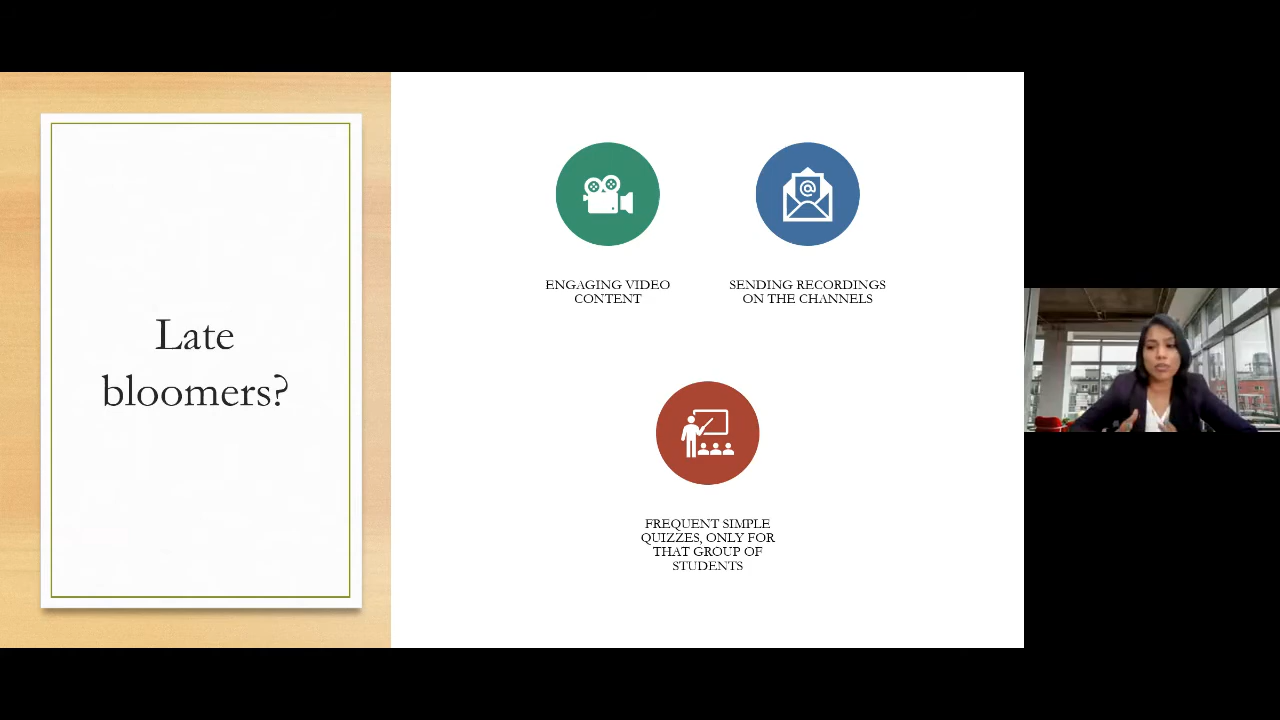 Late
bloomers?
ENGAGING VIDEO
CONTENT
@
SENDING RECORDINGS
ON THE CHANNELS
FREQUENT SIMPLE
QUIZZES, ONLY FOR
THAT GROUP OF
STUDENTS